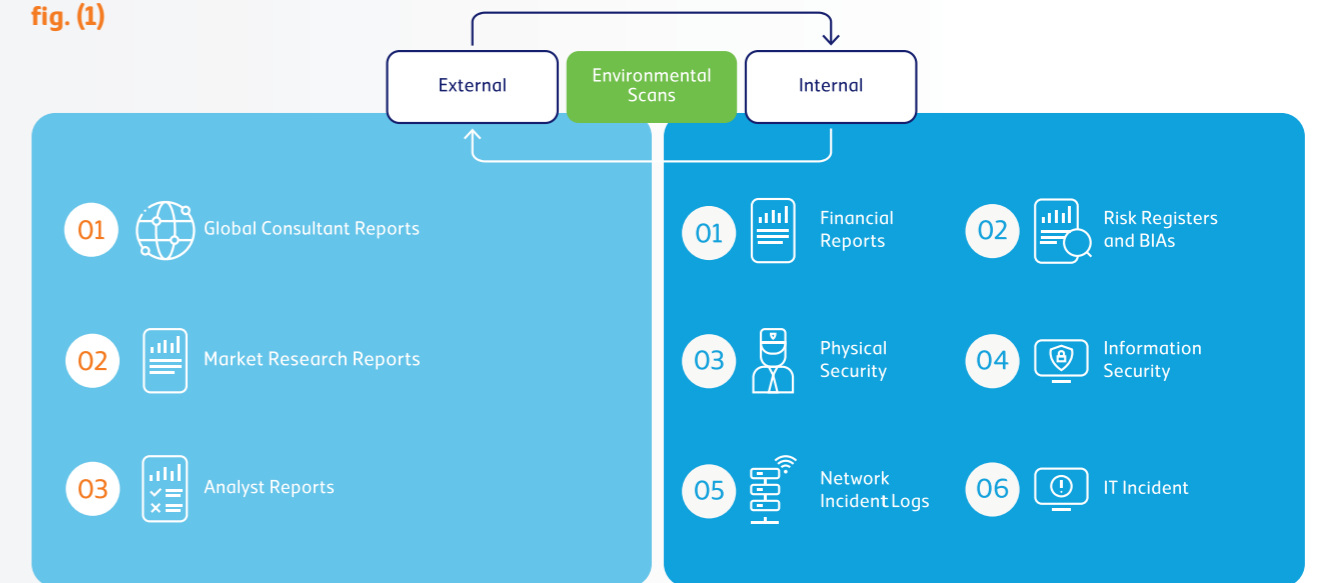 fig. (1)
External
Environmental
Scans
Internal
01
Global Consultant Reports
02
Market Research Reports
03
Analyst Reports
01
Financial
Reports
02
Risk Registers
and BIAs
03
Physical
Security
04
Information
Security
05
Network
Incident Logs
06
IT Incident